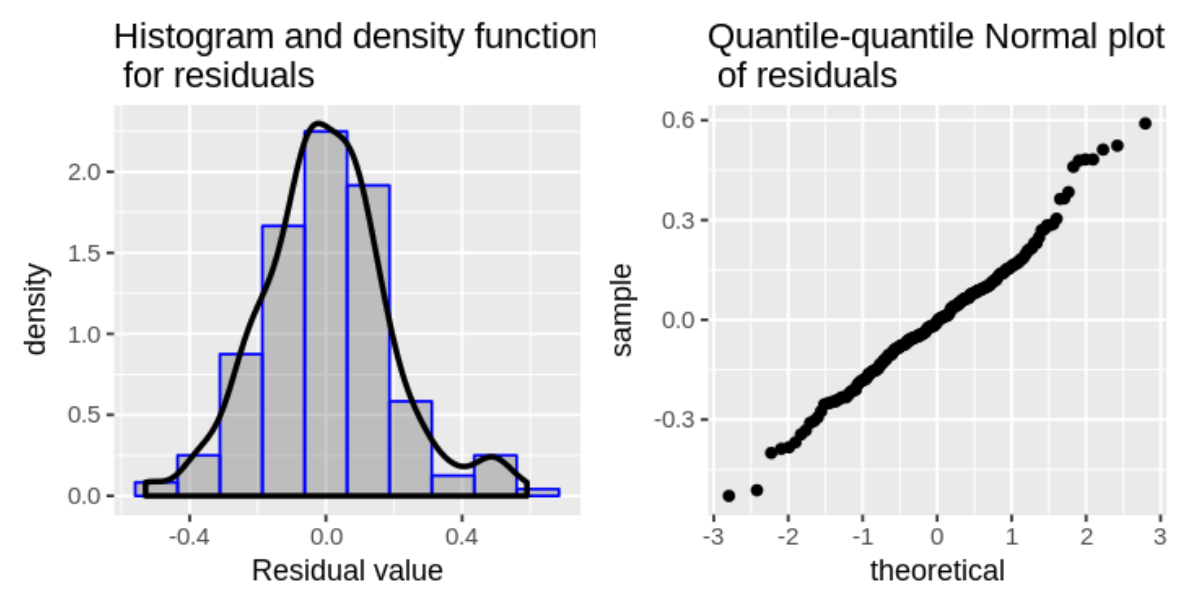 Histogram and density function
for residuals
2.0
1.5
1.0
0.5
0.0
density
-0.4 0.0 0.4
Residual value
Quantile-quantile Normal plot
of residuals
0.6
0.3
0.0
-0.3
sample
-3 -2 -1 0 1 2 3
theoretical